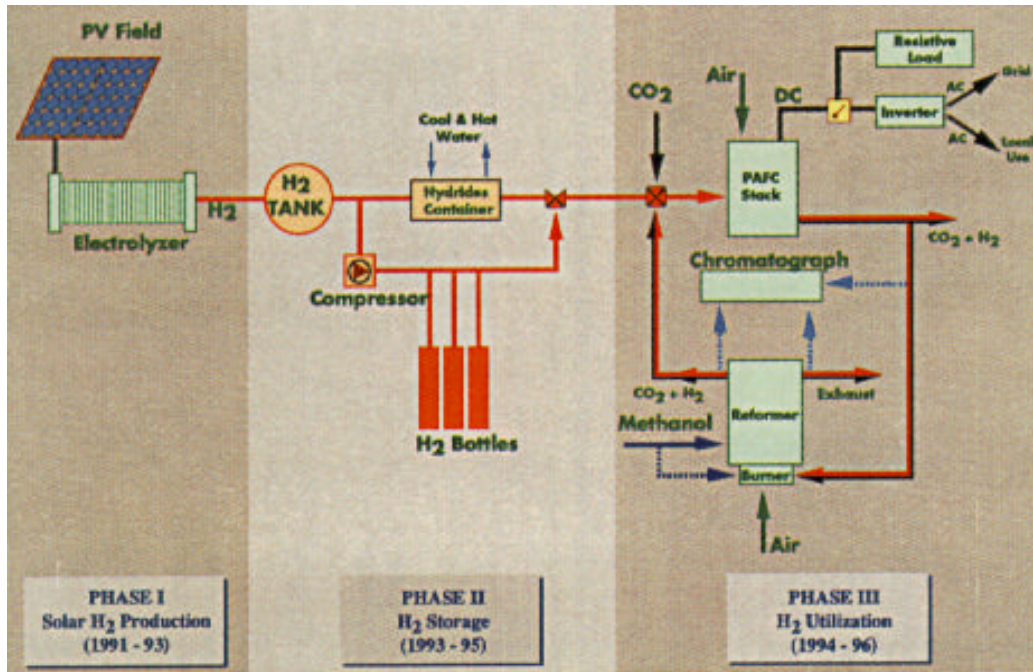 PV Field
Electrolyzer
H2
H2
TANK
Cool & Hot
Water
Hydrides
Container
Compressor
H2 Bottles
CO2
Air
DC
Resistive
Load
Inverter
AC
Grid
AC
Local
Use
PAFC
Stack
CO2 + H2
Chromatograph
CO2 + H2
Exhaust
Methanol
Reformer
Burner
Air
PHASE I
Solar H2 Production
(1991 - 93)
PHASE II
H2 Storage
(1993 - 95)
PHASE III
H2 Utilization
(1994 - 96)